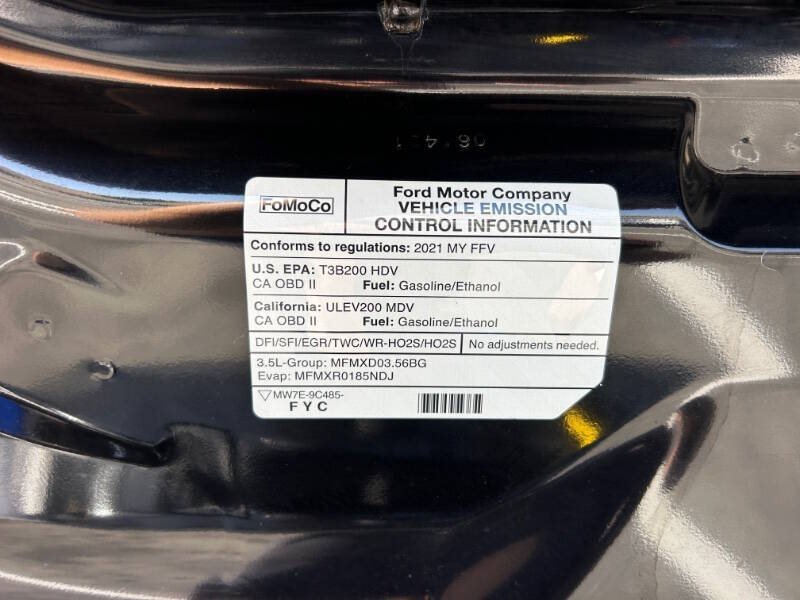 FoMoCo
Ford Motor Company
VEHICLE EMISSION
CONTROL INFORMATION
Conforms to regulations: 2021 MY FFV
U.S. EPA: T3B200 HDV
CA OBD II Fuel: Gasoline/Ethanol
California: ULEV200 MDV
CA OBD II Fuel: Gasoline/Ethanol
DFI/SFI/EGR/TWC/WR-HO2S/HO2S No adjustments needed.
3.5L-Group: MFMXD03.56BG
Evap: MFMXR0185NDJ
MW7E-9C485-
F Y C